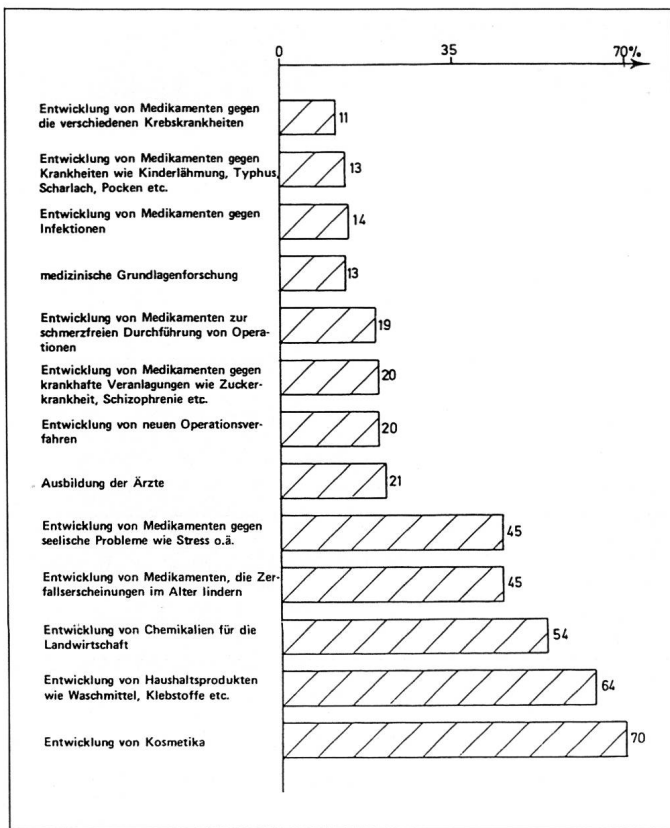 0 35 70%
Entwicklung von Medikamenten gegen
die verschiedenen Krebskrankheiten
11
Entwicklung von Medikamenten gegen
Krankheiten wie Kinderlähmung, Typhus,
Scharlach, Pocken etc.
13
Entwicklung von Medikamenten gegen
Infektionen
14
medizinische Grundlagenforschung
13
Entwicklung von Medikamenten zur
schmerzfreien Durchführung von Opera-
tionen
19
Entwicklung von Medikamenten gegen
krankhafte Veranlagungen wie Zucker-
krankheit, Schizophrenie etc.
20
Entwicklung von neuen Operationsver-
fahren
20
Ausbildung der Ärzte
21
Entwicklung von Medikamenten gegen
seelische Probleme wie Stress o.ä.
45
Entwicklung von Medikamenten, die Zer-
fallserscheinungen im Alter lindern
45
Entwicklung von Chemikalien für die
Landwirtschaft
54
Entwicklung von Haushaltsprodukten
wie Waschmittel, Klebstoffe etc.
64
Entwicklung von Kosmetika
70